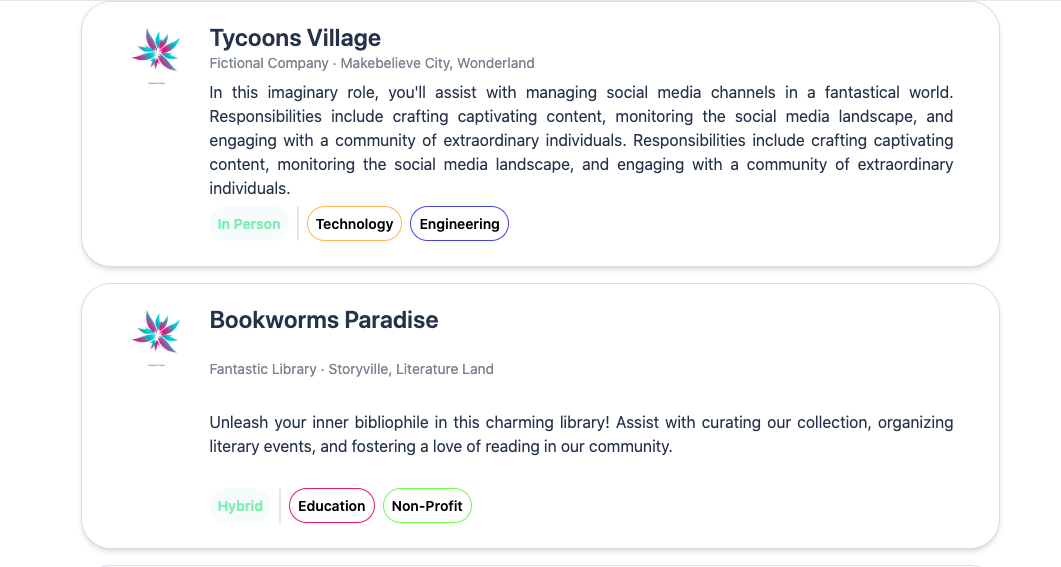 Tycoons Village
Fictional Company · Makebelieve City, Wonderland
In this imaginary role, you'll assist with managing social media channels in a fantastical world.
Responsibilities include crafting captivating content, monitoring the social media landscape, and
engaging with a community of extraordinary individuals. Responsibilities include crafting captivating
content, monitoring the social media landscape, and engaging with a community of extraordinary
individuals.
In Person Technology Engineering
Bookworms Paradise
Fantastic Library · Storyville, Literature Land
Unleash your inner bibliophile in this charming library! Assist with curating our collection, organizing
literary events, and fostering a love of reading in our community.
Hybrid Education Non-Profit